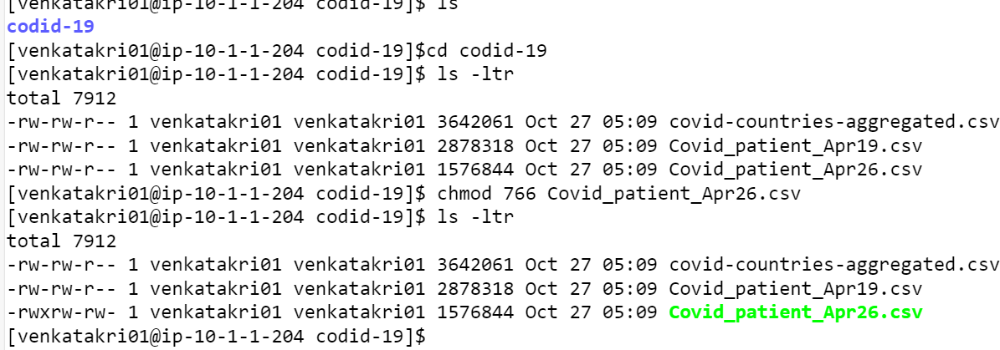 [venkatakri01@ip-10-1-1-204 codid-19]$ ls
codid-19
[venkatakri01@ip-10-1-1-204 codid-19]$cd codid-19
[venkatakri01@ip-10-1-1-204 codid-19]$ ls -ltr
total 7912
-rw-rw-r-- 1 venkatakri01 venkatakri01 3642061 Oct 27 05:09 covid-countries-aggregated.csv
-rw-rw-r-- 1 venkatakri01 venkatakri01 2878318 Oct 27 05:09 Covid_patient_Apr19.csv
-rw-rw-r-- 1 venkatakri01 venkatakri01 1576844 Oct 27 05:09 Covid_patient_Apr26.csv
[venkatakri01@ip-10-1-1-204 codid-19]$ chmod 766 Covid_patient_Apr26.csv
[venkatakri01@ip-10-1-1-204 codid-19]$ ls -ltr
total 7912
-rw-rw-r-- 1 venkatakri01 venkatakri01 3642061 Oct 27 05:09 covid-countries-aggregated.csv
-rw-rw-r-- 1 venkatakri01 venkatakri01 2878318 Oct 27 05:09 Covid_patient_Apr19.csv
-rwxrw-rw- 1 venkatakri01 venkatakri01 1576844 Oct 27 05:09 Covid_patient_Apr26.csv
[venkatakri01@ip-10-1-1-204 codid-19]$